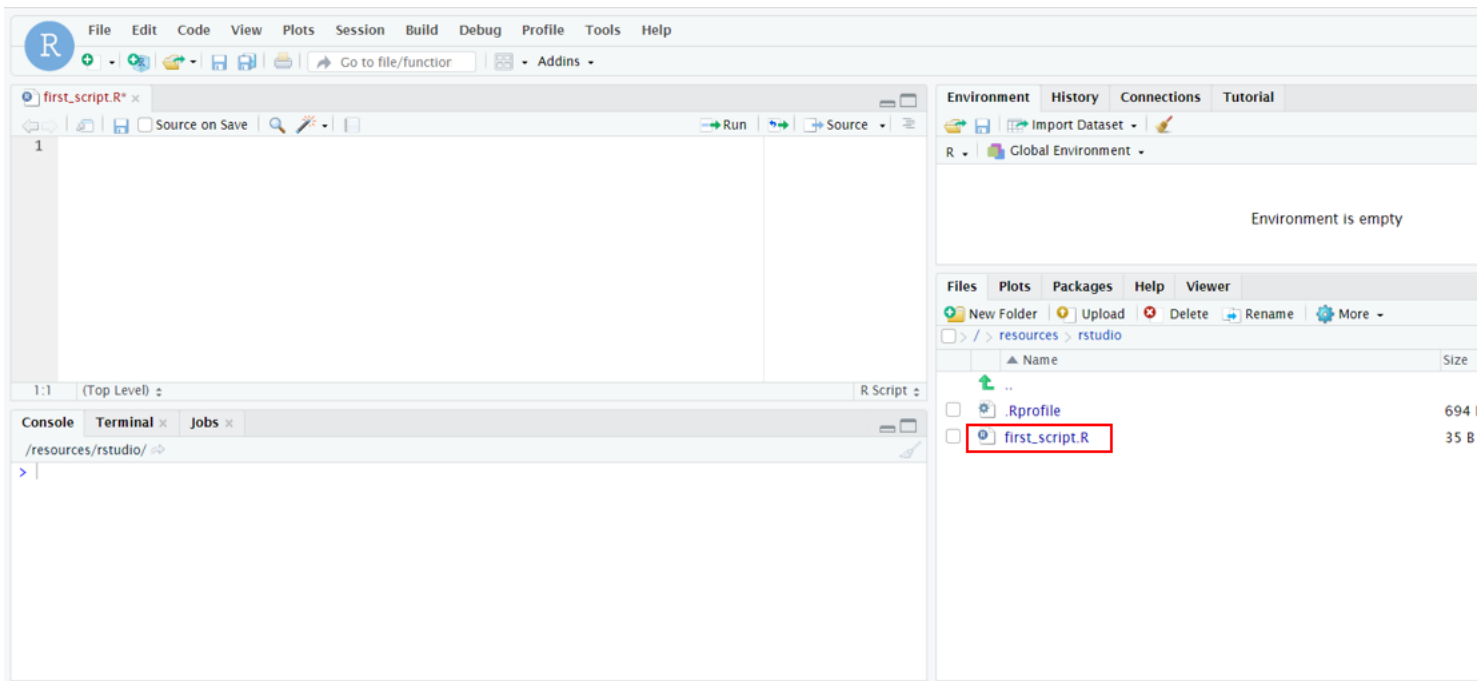 R
File Edit Code View Plots Session Build Debug Profile Tools Help
Go to file/functior Addins
first_script.R*
Source on Save Run Source
1
1:1 (Top Level) R Script
Console Terminal Jobs
/resources/rstudio/
>
Environment History Connections Tutorial
Import Dataset
R Global Environment
Environment is empty
Files Plots Packages Help Viewer
New Folder Upload Delete Rename More
/ > resources > rstudio
Name Size
..
.Rprofile 694
first_script.R 35 B